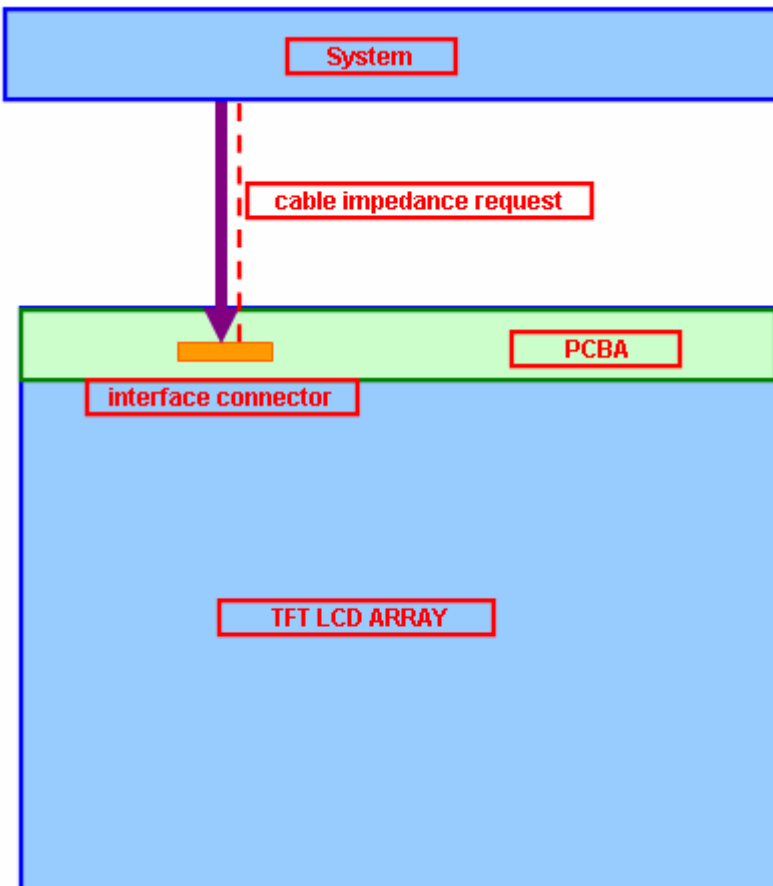 System
cable impedance request
PCBA
interface connector
TFT LCD ARRAY